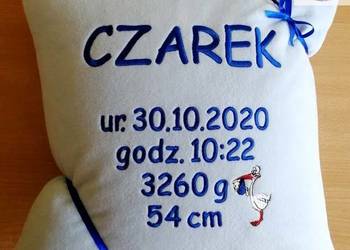 CZAREK
ur. 30.10.2020
godz. 10:22
3260 g
54 cm